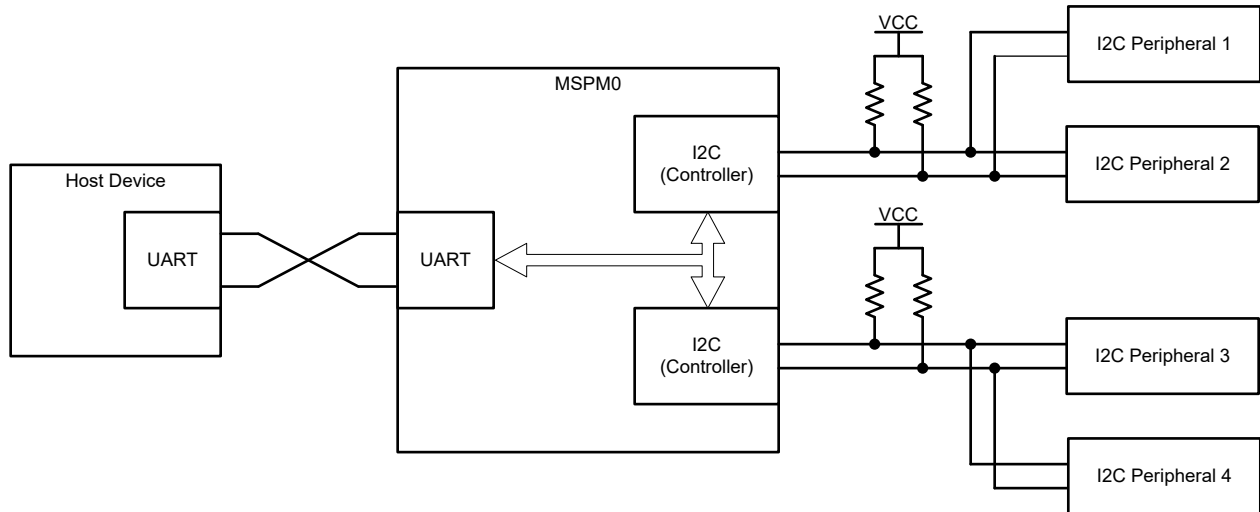 Host Device
UART
MSPM0
UART
I2C
(Controller)
I2C
(Controller)
VCC
VCC
I2C Peripheral 1
I2C Peripheral 2
I2C Peripheral 3
I2C Peripheral 4